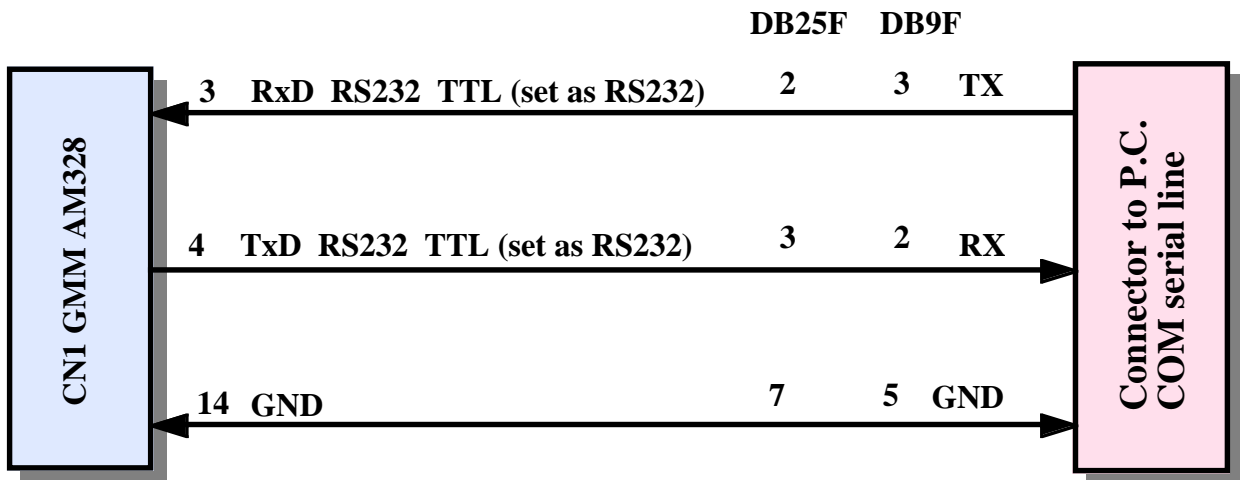 DB25F DB9F
3 RxD RS232 TTL (set as RS232) 2 3 TX
4 TxD RS232 TTL (set as RS232) 3 2 RX
14 GND 7 5 GND
CN1 GMM AM328
Connector to P.C.
COM serial line